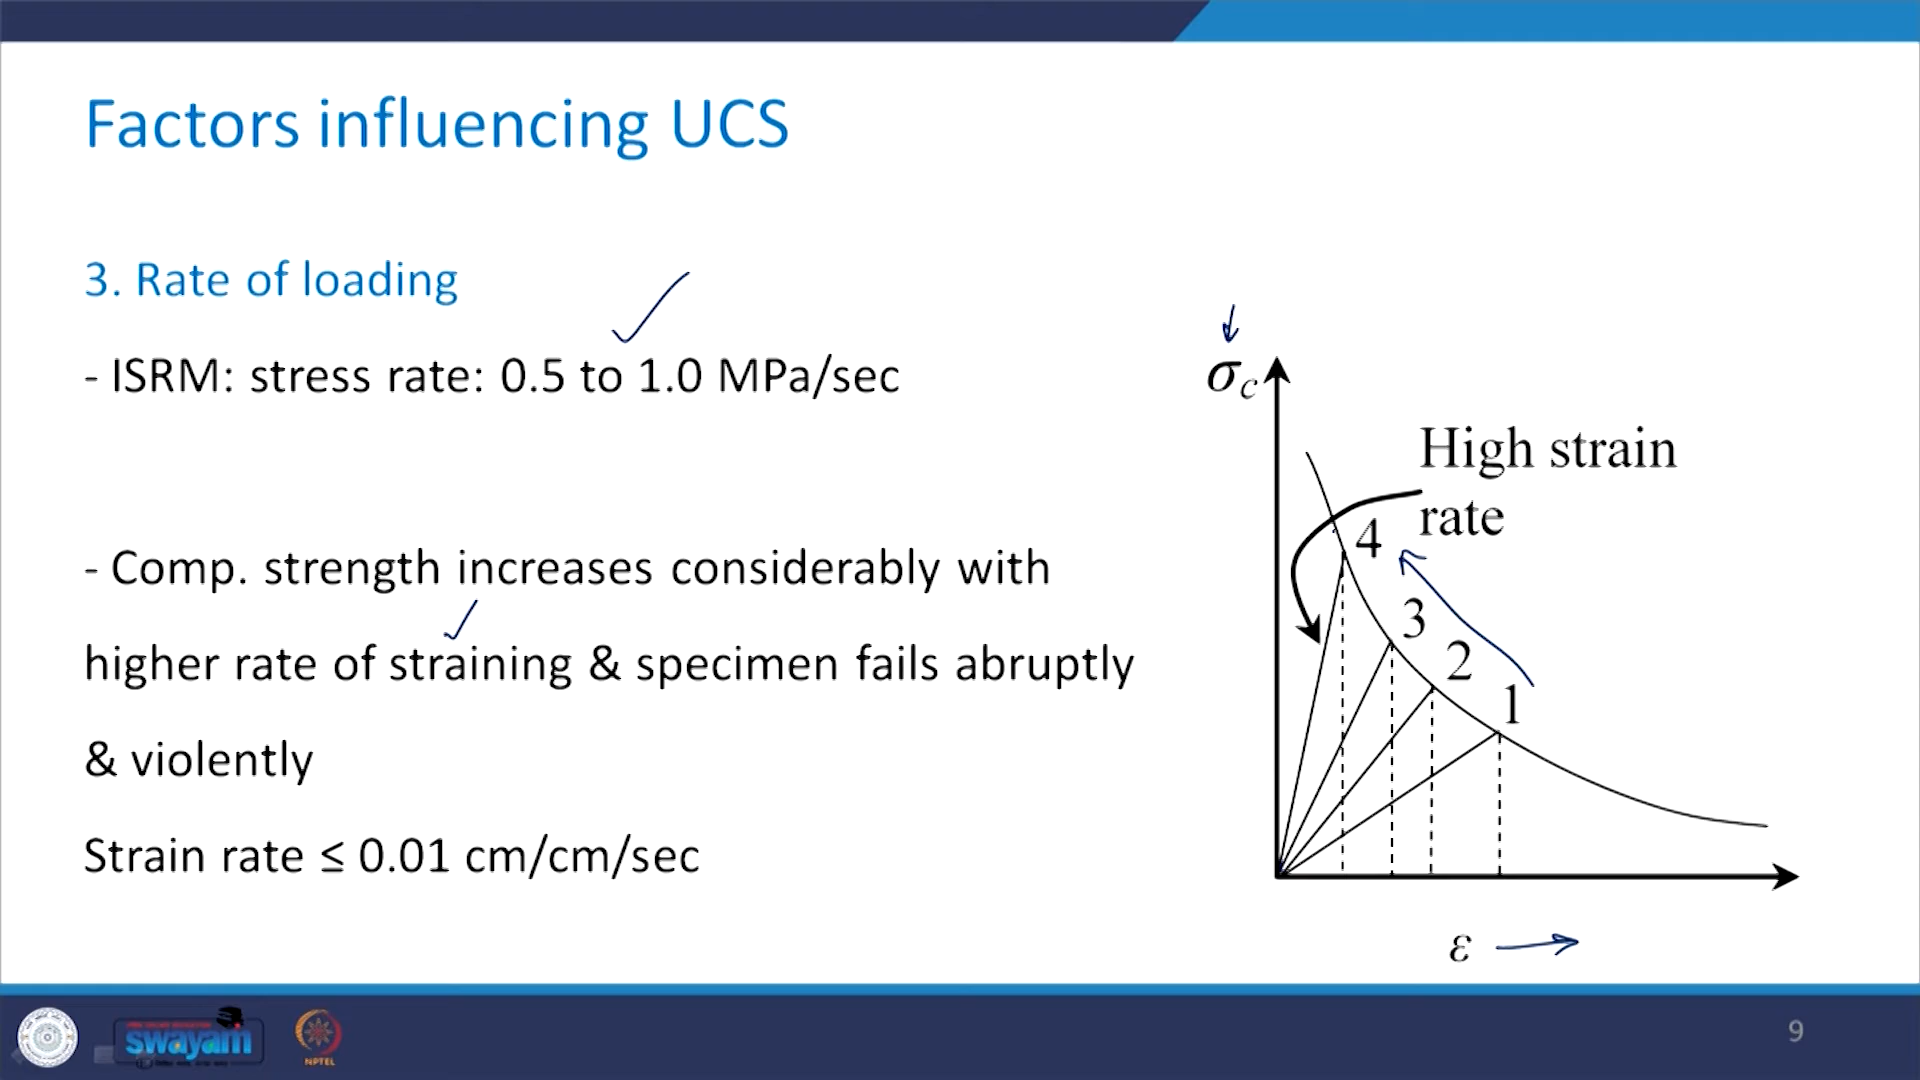 Factors influencing UCS
3. Rate of loading
- ISRM: stress rate: 0.5 to 1.0 MPa/sec
- Comp. strength increases considerably with
higher rate of straining & specimen fails abruptly
& violently
Strain rate ≤ 0.01 cm/cm/sec
σc
High strain
rate
4
3
2
1
ε
swayam
NPTEL
9